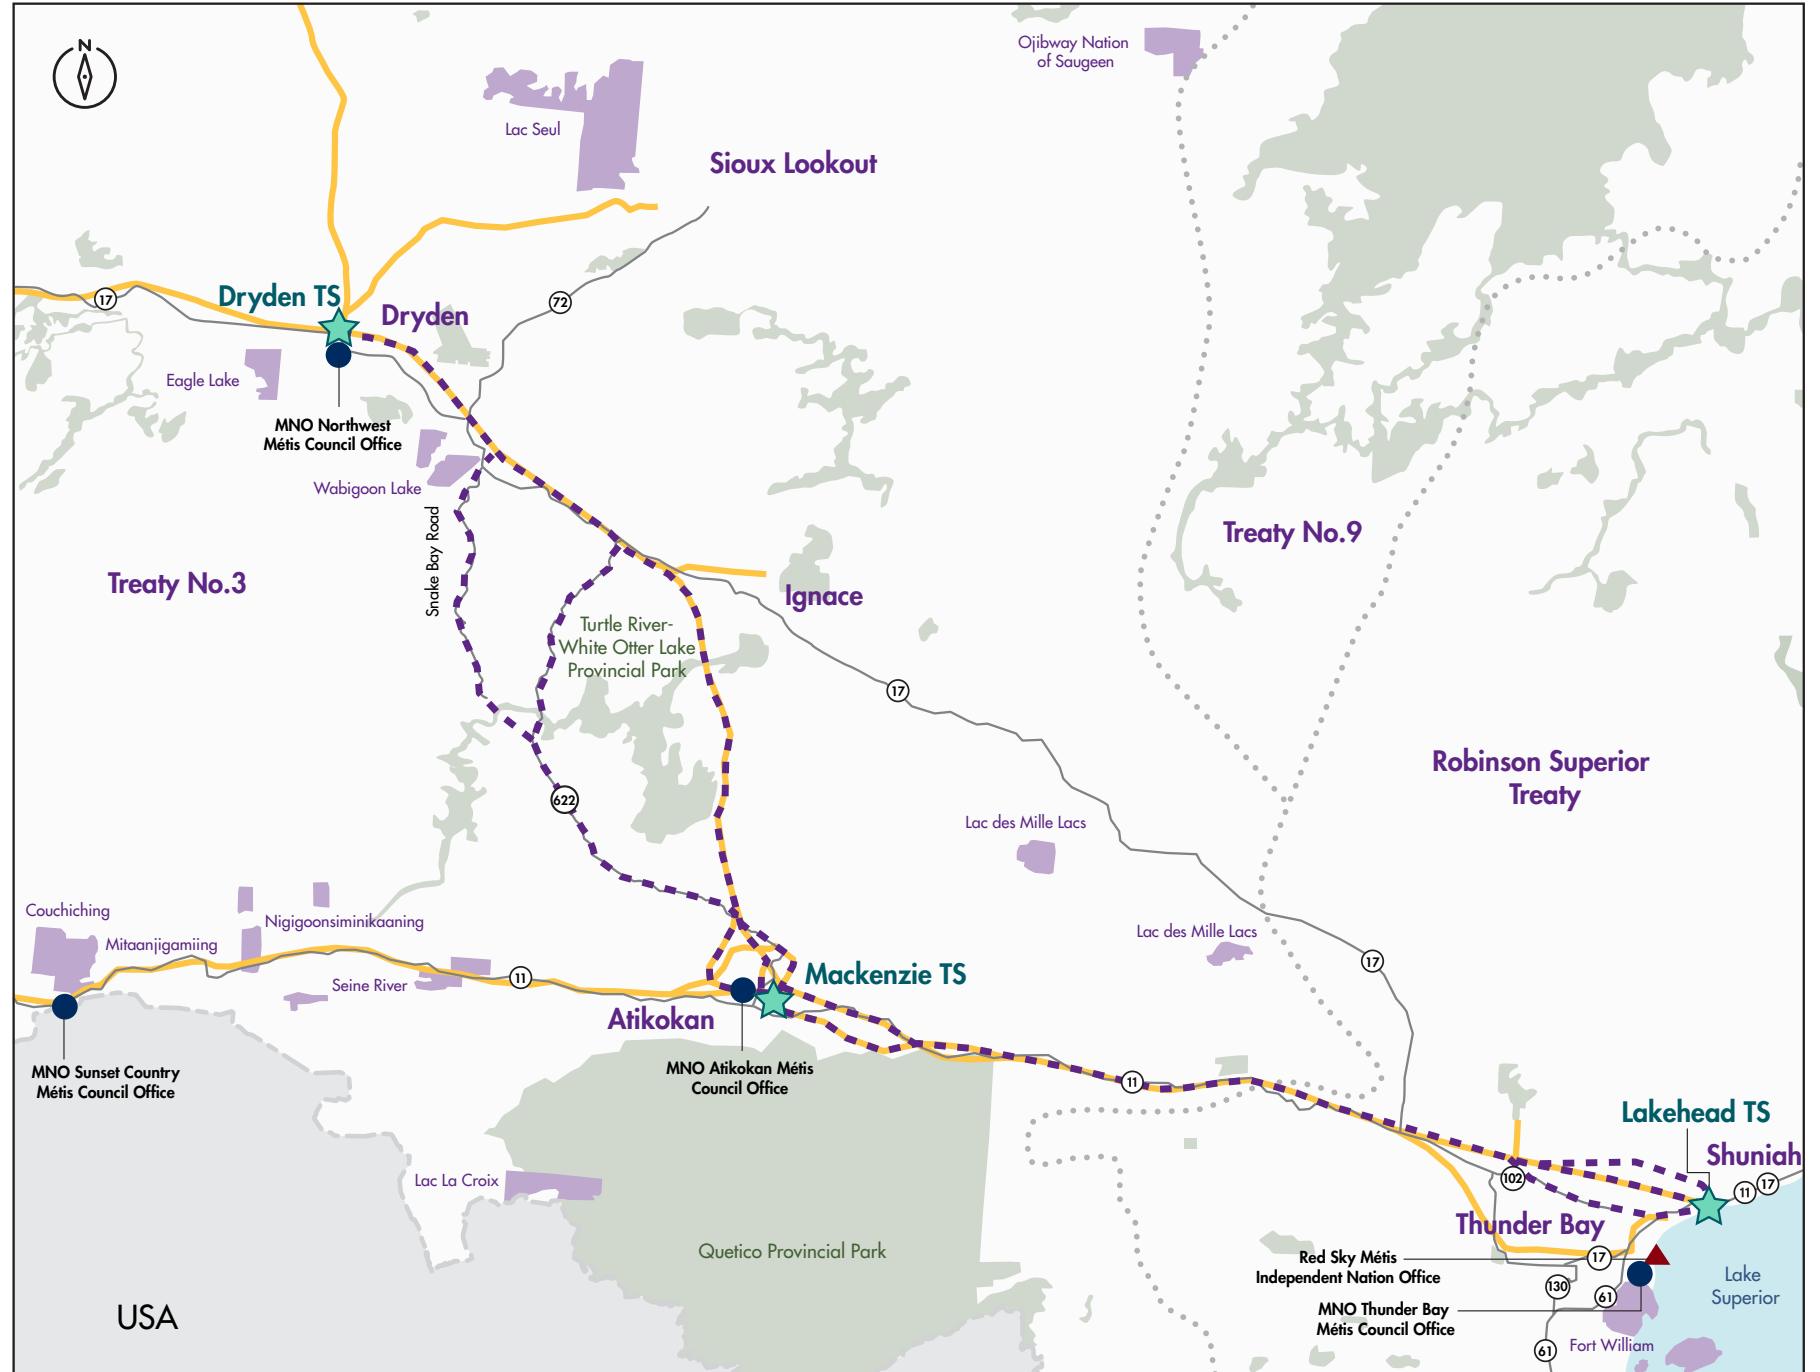 N
Ojibway Nation
of Saugeen
Lac Seul
Sioux Lookout
17
Dryden TS
Dryden
72
Eagle Lake
MNO Northwest
Métis Council Office
Wabigoon Lake
Snake Bay Road
Treaty No.9
Treaty No.3
Ignace
Turtle River-
White Otter Lake
Provincial Park
17
Robinson Superior
Treaty
622
Lac des Mille Lacs
Couchiching
Nigigoonsiminikaaning
Mitaanjigamiing
Lac des Mille Lacs
17
Seine River
11
Mackenzie TS
Atikokan
MNO Sunset Country
Métis Council Office
MNO Atikokan Métis
Council Office
11
Lakehead TS
Shuniah
102
11
17
Lac La Croix
Thunder Bay
Quetico Provincial Park
Red Sky Métis
Independent Nation Office
17
130
61
Lake
Superior
MNO Thunder Bay
Métis Council Office
USA
61
Fort William